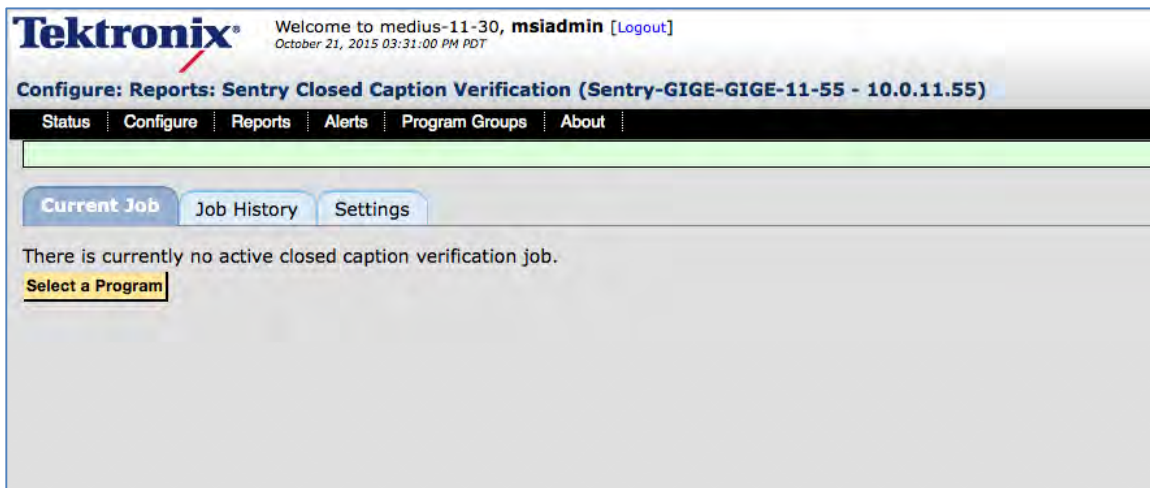 Tektronix®
Welcome to medius-11-30, msiadmin [Logout]
October 21, 2015 03:31:00 PM PDT
Configure: Reports: Sentry Closed Caption Verification (Sentry-GIGE-GIGE-11-55 - 10.0.11.55)
Status Configure Reports Alerts Program Groups About
Current Job Job History Settings
There is currently no active closed caption verification job.
Select a Program